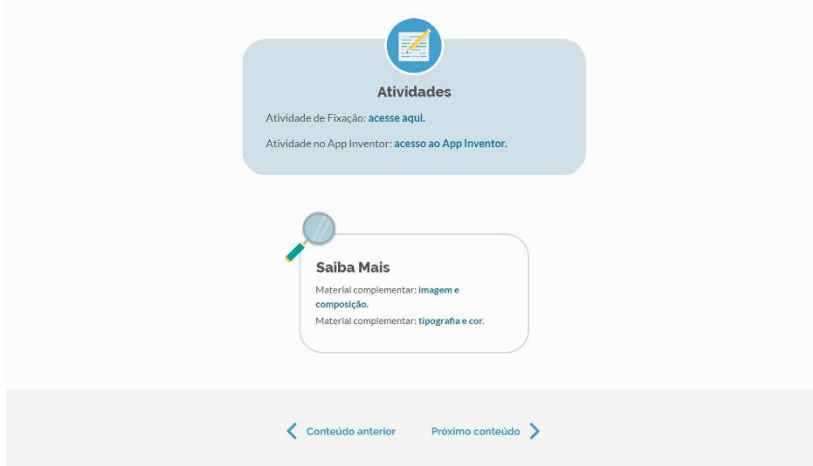 Atividades
Atividade de Fixação: acesse aqui.
Atividade no App Inventor: acesso ao App Inventor.
Saiba Mais
Material complementar: imagem e
composição.
Material complementar: tipografia e cor.
Conteúdo anterior
Próximo conteúdo